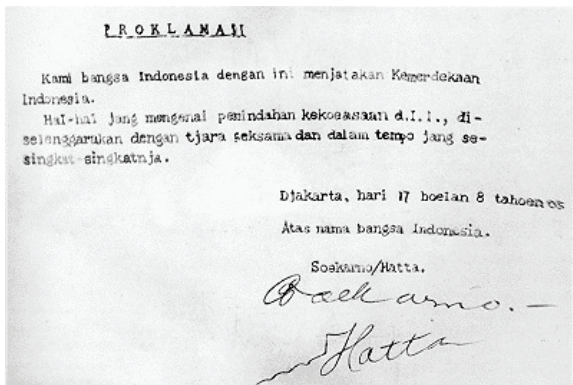 PROKLAMASI
Kami bangsa Indonesia dengan ini menjatakan Kemerdekaan
Indonesia.
Hal-hal jang mengenai pemindahan kekoeasaan d.l.l., di-
selenggarakan dengan tjara seksama dan dalam tempo jang se-
singkat-singkatnja.
Djakarta, hari 17 boelan 8 tahoen 05
Atas nama bangsa Indonesia.
Soekarno/Hatta.
Soekarno.-
Hatta